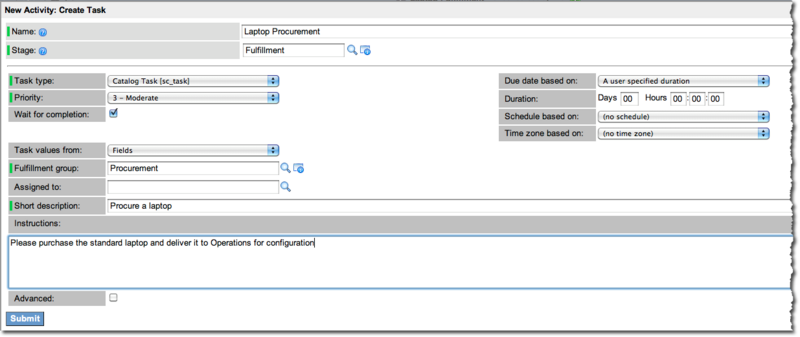 New Activity: Create Task
Name: Laptop Procurement
Stage: Fulfillment
Task type: Catalog Task [sc_task] Due date based on: A user specified duration
Priority: 3 - Moderate Duration: Days 00 Hours 00:00:00
Wait for completion: Schedule based on: (no schedule)
Time zone based on: (no time zone)
Task values from: Fields
Fulfillment group: Procurement
Assigned to:
Short description: Procure a laptop
Instructions:
Please purchase the standard laptop and deliver it to Operations for configuration
Advanced:
Submit